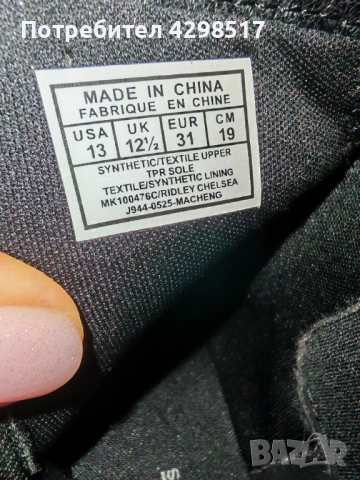 Потребител 4298517
MADE IN CHINA
FABRIQUE EN CHINE
USA UK EUR CM
13 12½ 31 19
SYNTHETIC/TEXTILE UPPER
TPR SOLE
TEXTILE/SYNTHETIC LINING
MK100476C/RIDLEY CHELSEA
J944-0525-MACHENG
BAZAR